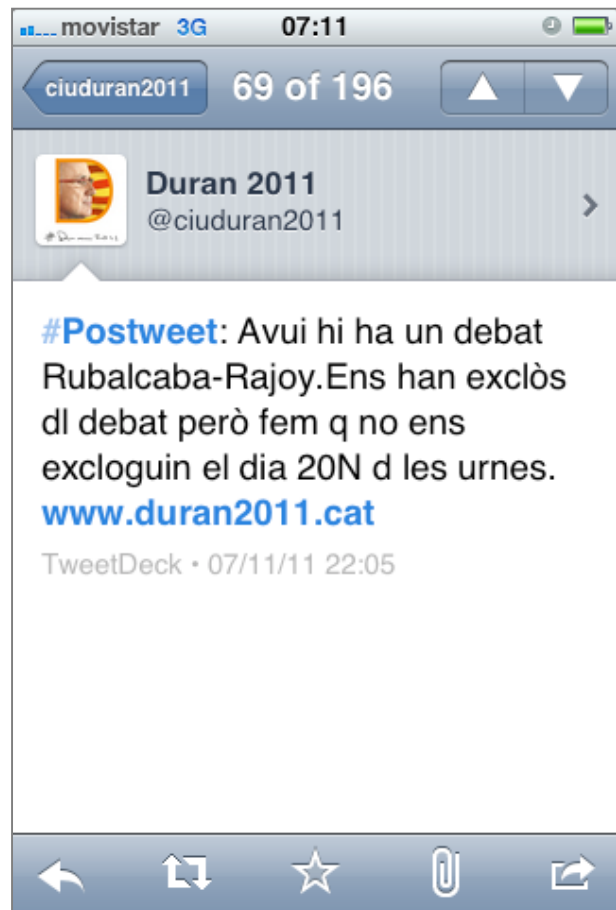 movistar 3G 07:11
ciuduran2011 69 of 196
Duran 2011
@ciuduran2011
#Postweet: Avui hi ha un debat
Rubalcaba-Rajoy.Ens han exclòs
dl debat però fem q no ens
excloguin el dia 20N d les urnes.
www.duran2011.cat
TweetDeck • 07/11/11 22:05